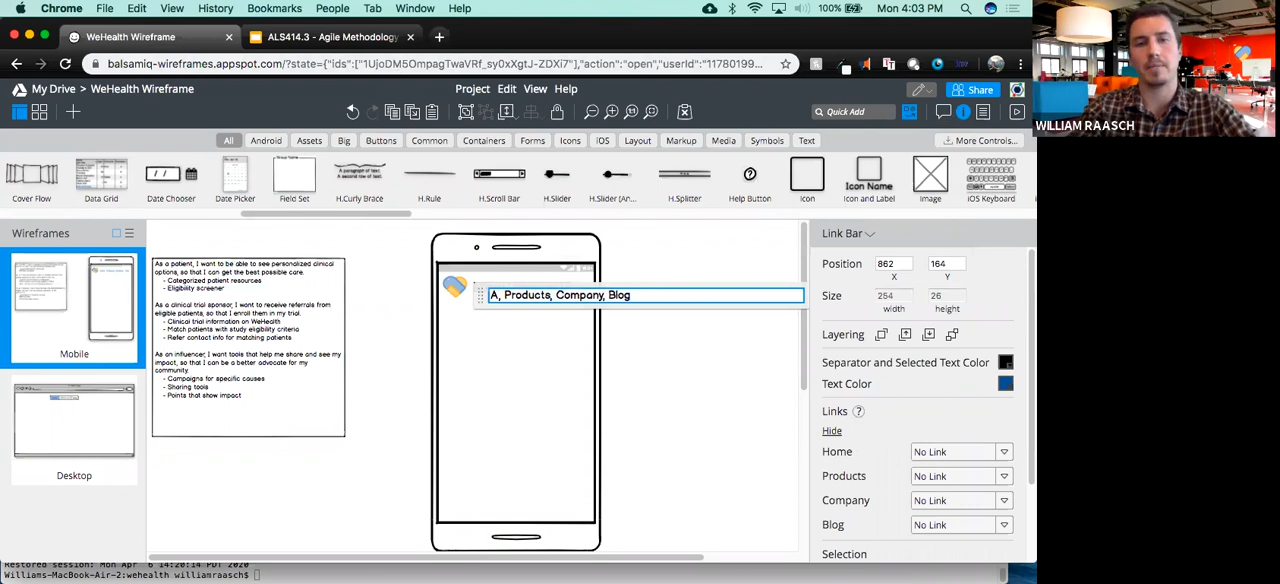 Chrome File Edit View History Bookmarks People Tab Window Help 100% Mon 4:03 PM
WeHealth Wireframe ALS414.3 - Agile Methodology
balsamiq-wireframes.appspot.com/?state={"ids":["1UjoDM5OmpagTwaVRf_sy0xXgtJ-ZDXi7"],"action":"open","userId":"11780199...
My Drive > WeHealth Wireframe Project Edit View Help Share
Quick Add
All Android Assets Big Buttons Common Containers Forms Icons iOS Layout Markup Media Symbols Text More Controls...
Cover Flow Data Grid Date Chooser Date Picker Field Set H.Curly Brace H.Rule H.Scroll Bar H.Slider H.Slider (An... H.Splitter Help Button Icon Icon and Label Image iOS Keyboard
Group Name
A paragraph of text.
A second row of text.
Icon Name
Wireframes
Mobile
Desktop
As a patient, I want to be able to see personalized clinical
options, so that I can get the best possible care.
- Categorized patient resources
- Eligibility screener
As a clinical trial sponsor, I want to receive referrals from
eligible patients, so that I enroll them in my trial.
- Clinical trial information on WeHealth
- Match patients with study eligibility criteria
- Refer contact info for matching patients
As an influencer, I want tools that help me share and see my
impact, so that I can be a better advocate for my
community.
- Campaigns for specific causes
- Sharing tools
- Points that show impact
A, Products, Company, Blog
Link Bar
Position 862 164
X Y
Size 254 26
width height
Layering
Separator and Selected Text Color
Text Color
Links ?
Hide
Home No Link
Products No Link
Company No Link
Blog No Link
Selection
Restored session: Mon Apr 6 14:20:14 PDT 2020
Williams-MacBook-Air-2:wehealth williamraasch$
WILLIAM RAASCH